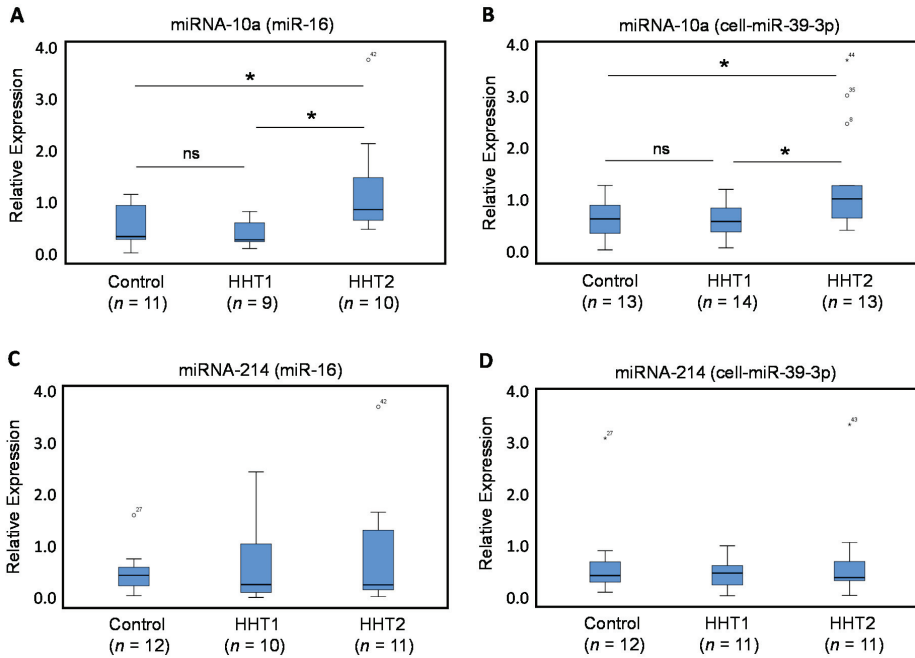 A
miRNA-10a (miR-16)
Relative Expression
4.0
3.0
2.0
1.0
0.0
42
*
*
ns
Control
(n = 11)
HHT1
(n = 9)
HHT2
(n = 10)
B
miRNA-10a (cell-miR-39-3p)
Relative Expression
4.0
3.0
2.0
1.0
0.0
44
35
8
*
ns
*
Control
(n = 13)
HHT1
(n = 14)
HHT2
(n = 13)
C
miRNA-214 (miR-16)
Relative Expression
4.0
3.0
2.0
1.0
0.0
27
42
Control
(n = 12)
HHT1
(n = 10)
HHT2
(n = 11)
D
miRNA-214 (cell-miR-39-3p)
Relative Expression
4.0
3.0
2.0
1.0
0.0
27
43
Control
(n = 12)
HHT1
(n = 11)
HHT2
(n = 11)